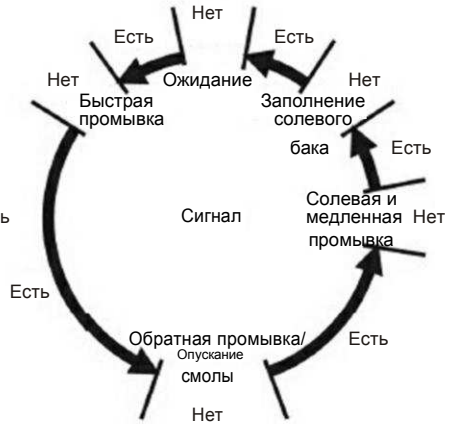 Нет
Есть
Есть
Нет
Ожидание
Нет
Быстрая
промывка
Заполнение
солевого
бака
Есть
Солевая и
медленная
промывка
Нет
Сигнал
ь
Есть
Обратная промывка/
Опускание
смолы
Есть
Нет